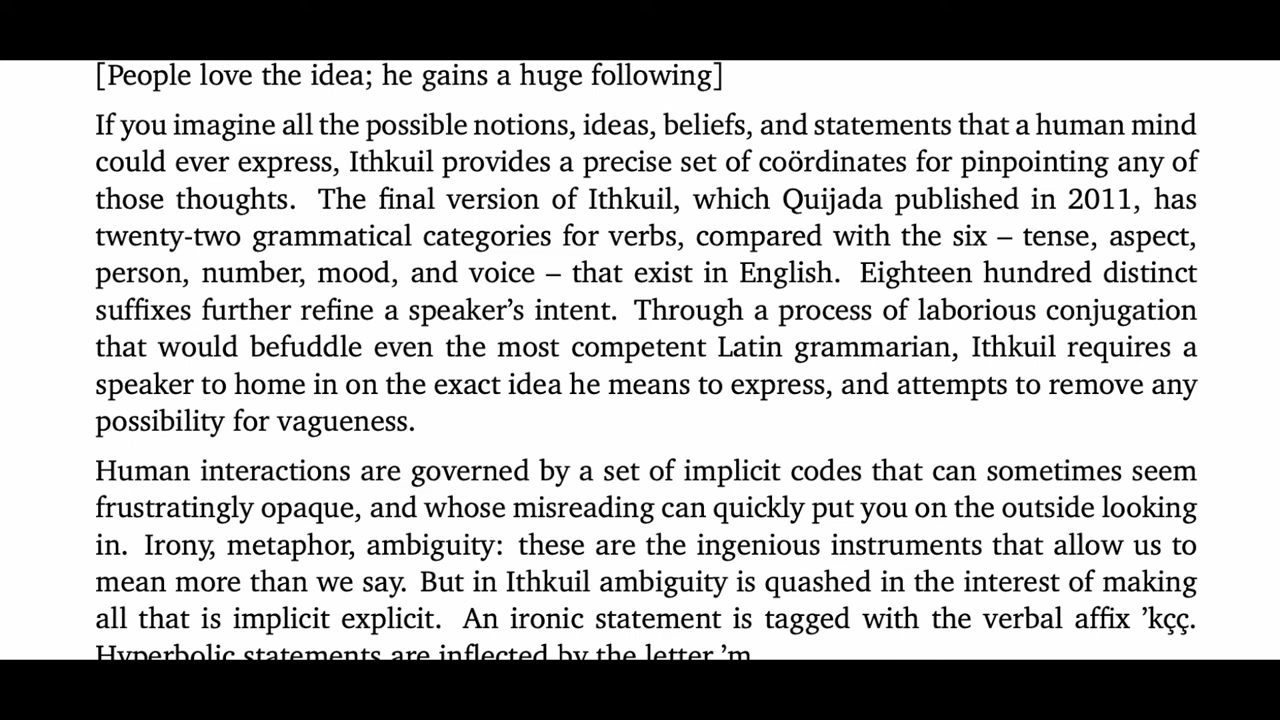 [People love the idea; he gains a huge following]
If you imagine all the possible notions, ideas, beliefs, and statements that a human mind
could ever express, Ithkuil provides a precise set of coördinates for pinpointing any of
those thoughts. The final version of Ithkuil, which Quijada published in 2011, has
twenty-two grammatical categories for verbs, compared with the six – tense, aspect,
person, number, mood, and voice – that exist in English. Eighteen hundred distinct
suffixes further refine a speaker’s intent. Through a process of laborious conjugation
that would befuddle even the most competent Latin grammarian, Ithkuil requires a
speaker to home in on the exact idea he means to express, and attempts to remove any
possibility for vagueness.
Human interactions are governed by a set of implicit codes that can sometimes seem
frustratingly opaque, and whose misreading can quickly put you on the outside looking
in. Irony, metaphor, ambiguity: these are the ingenious instruments that allow us to
mean more than we say. But in Ithkuil ambiguity is quashed in the interest of making
all that is implicit explicit. An ironic statement is tagged with the verbal affix ’kçç.
Hyperbolic statements are inflected by the letter ’m